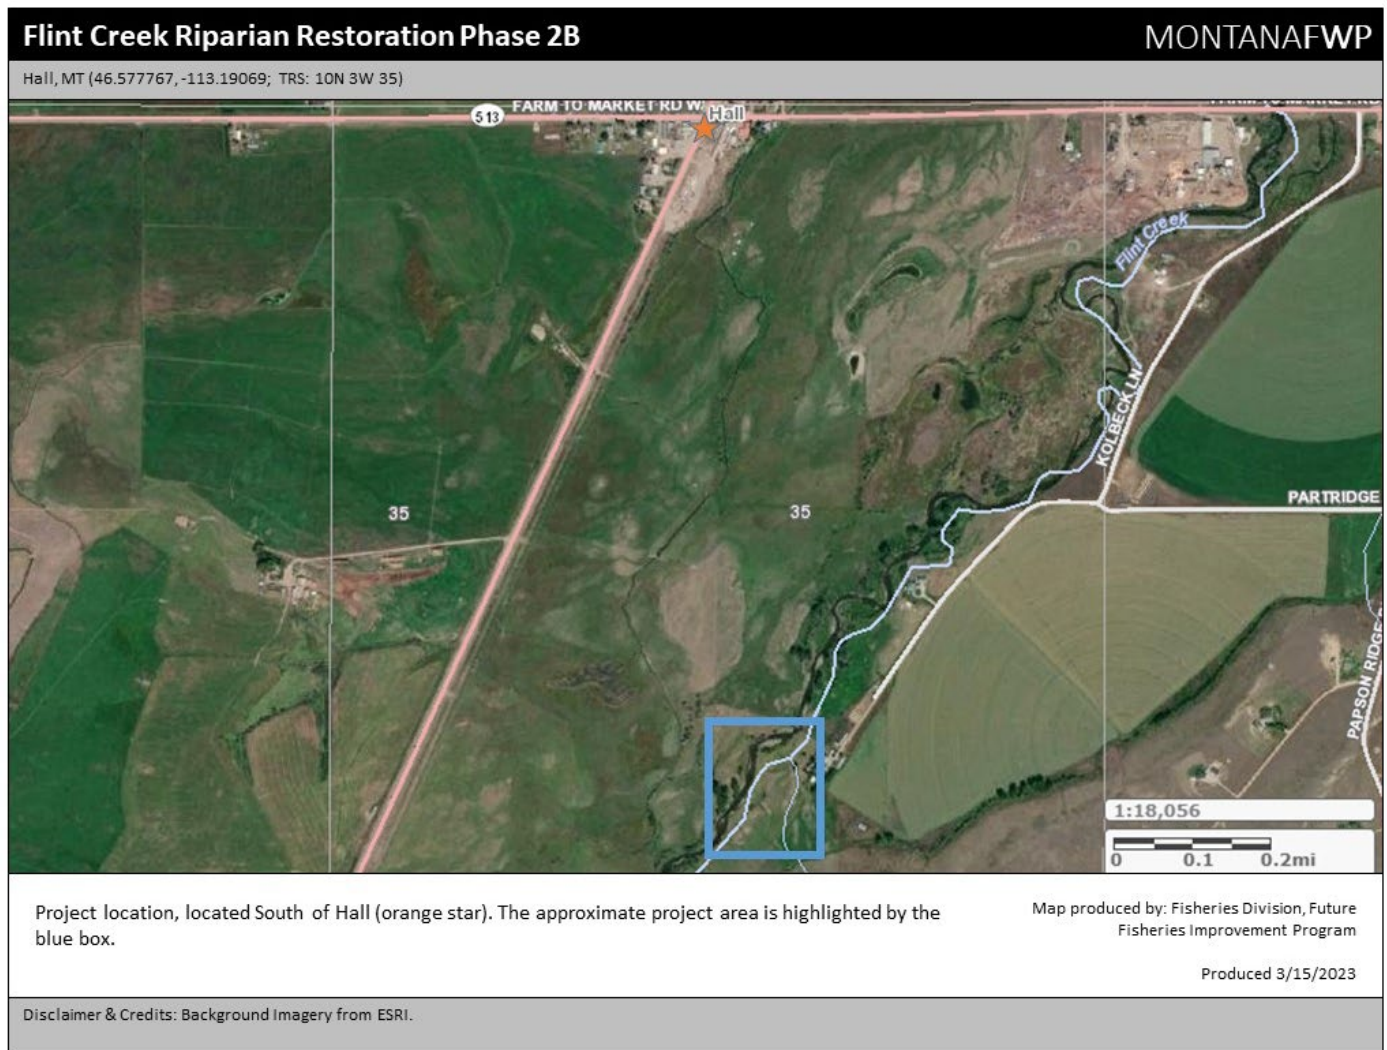 Flint Creek Riparian Restoration Phase 2B
MONTANAFWP
Hall, MT (46.577767, -113.19069; TRS: 10N 3W 35)
FARM TO MARKET RD W
513
Hall
Flint Creek
KOLBECK LN
35
35
PARTRIDGE
PAPSON RIDGE
1:18,056
0 0.1 0.2mi
Project location, located South of Hall (orange star). The approximate project area is highlighted by the
blue box.
Map produced by: Fisheries Division, Future
Fisheries Improvement Program
Produced 3/15/2023
Disclaimer & Credits: Background Imagery from ESRI.